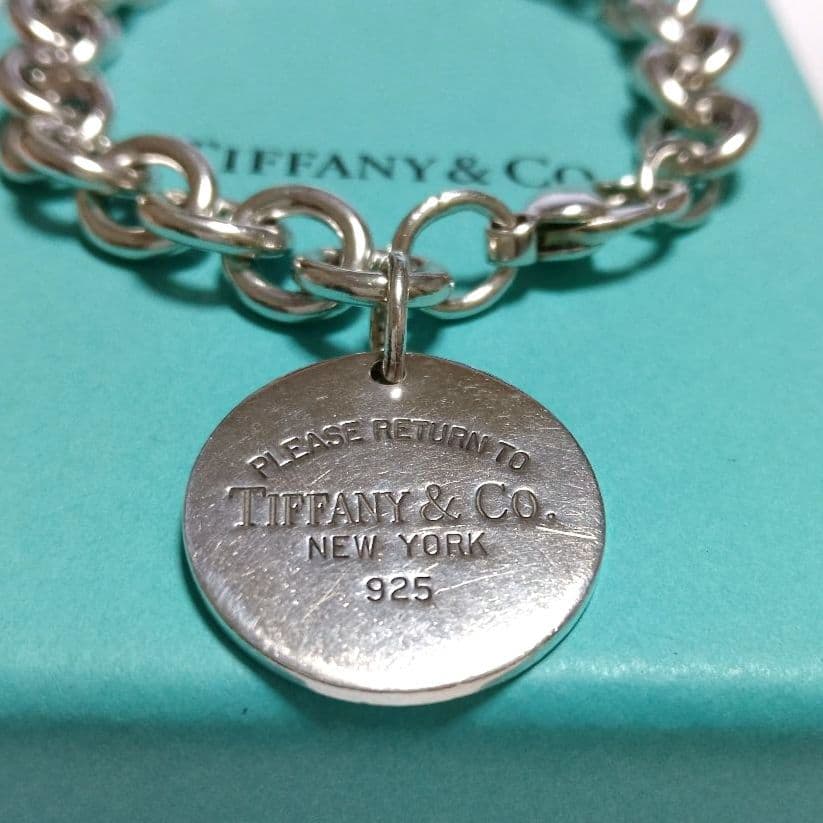 TIFFANY & CO.
PLEASE RETURN TO
TIFFANY & CO.
NEW YORK
925